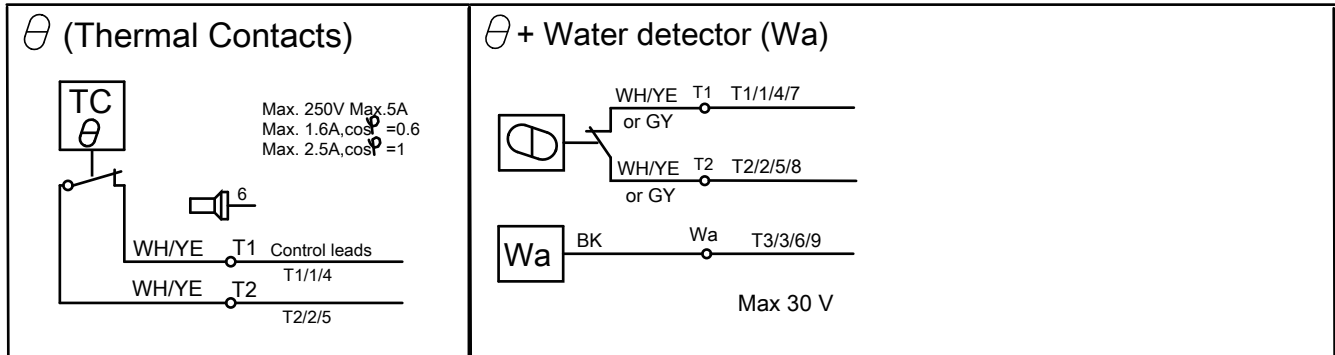 θ (Thermal Contacts)
TC
θ
Max. 250V Max.5A
Max. 1.6A,cosφ =0.6
Max. 2.5A,cosφ =1
6
WH/YE T1 Control leads
T1/1/4
WH/YE T2
T2/2/5
θ + Water detector (Wa)
WH/YE T1 T1/1/4/7
or GY
θ
WH/YE T2 T2/2/5/8
or GY
Wa BK Wa T3/3/6/9
Max 30 V